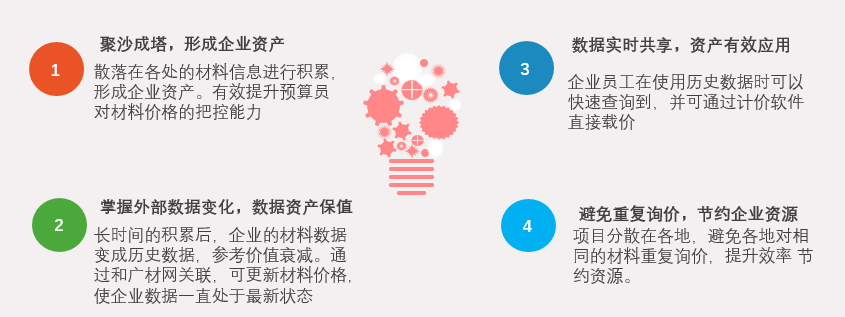 1
聚沙成塔，形成企业资产
散落在各处的材料信息进行积累，
形成企业资产。有效提升预算员
对材料价格的把控能力
2
掌握外部数据变化，数据资产保值
长时间的积累后，企业的材料数据
变成历史数据，参考价值衰减。通
过和广材网关联，可更新材料价格，
使企业数据一直处于最新状态
3
数据实时共享，资产有效应用
企业员工在使用历史数据时可以
快速查询到，并可通过计价软件
直接载价
4
避免重复询价，节约企业资源
项目分散在各地，避免各地对相
同的材料重复询价，提升效率 节
约资源。